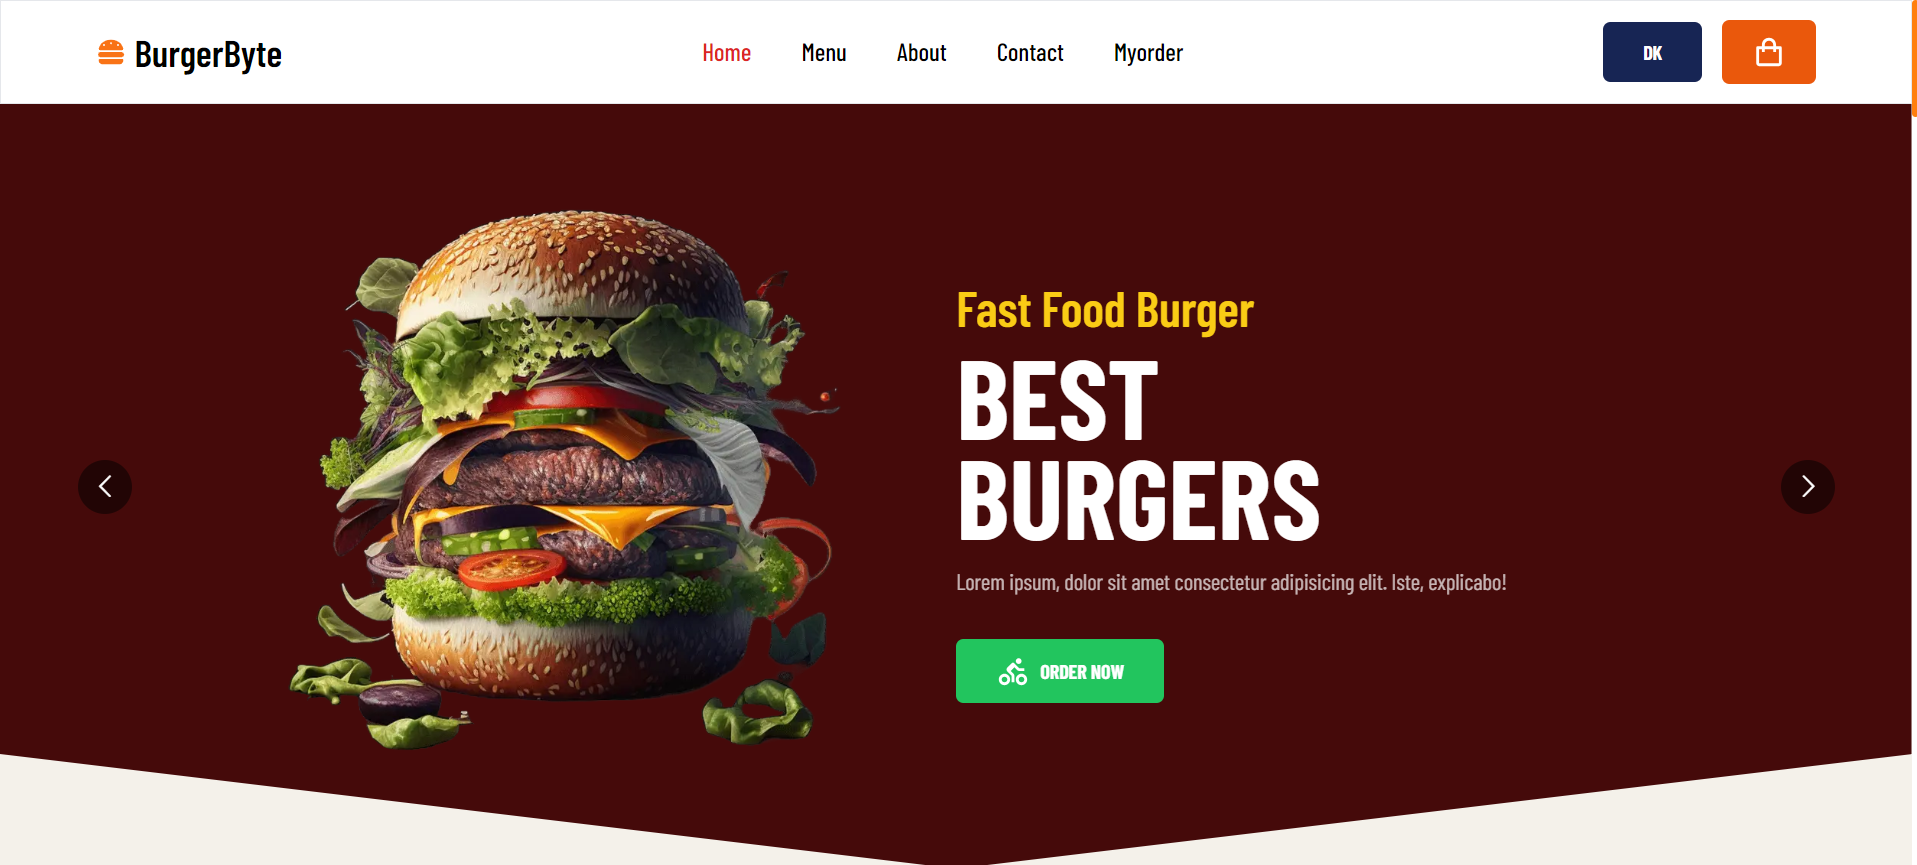 BurgerByte
Home Menu About Contact Myorder
DK
Fast Food Burger
BEST
BURGERS
Lorem ipsum, dolor sit amet consectetur adipisicing elit. Iste, explicabo!
ORDER NOW